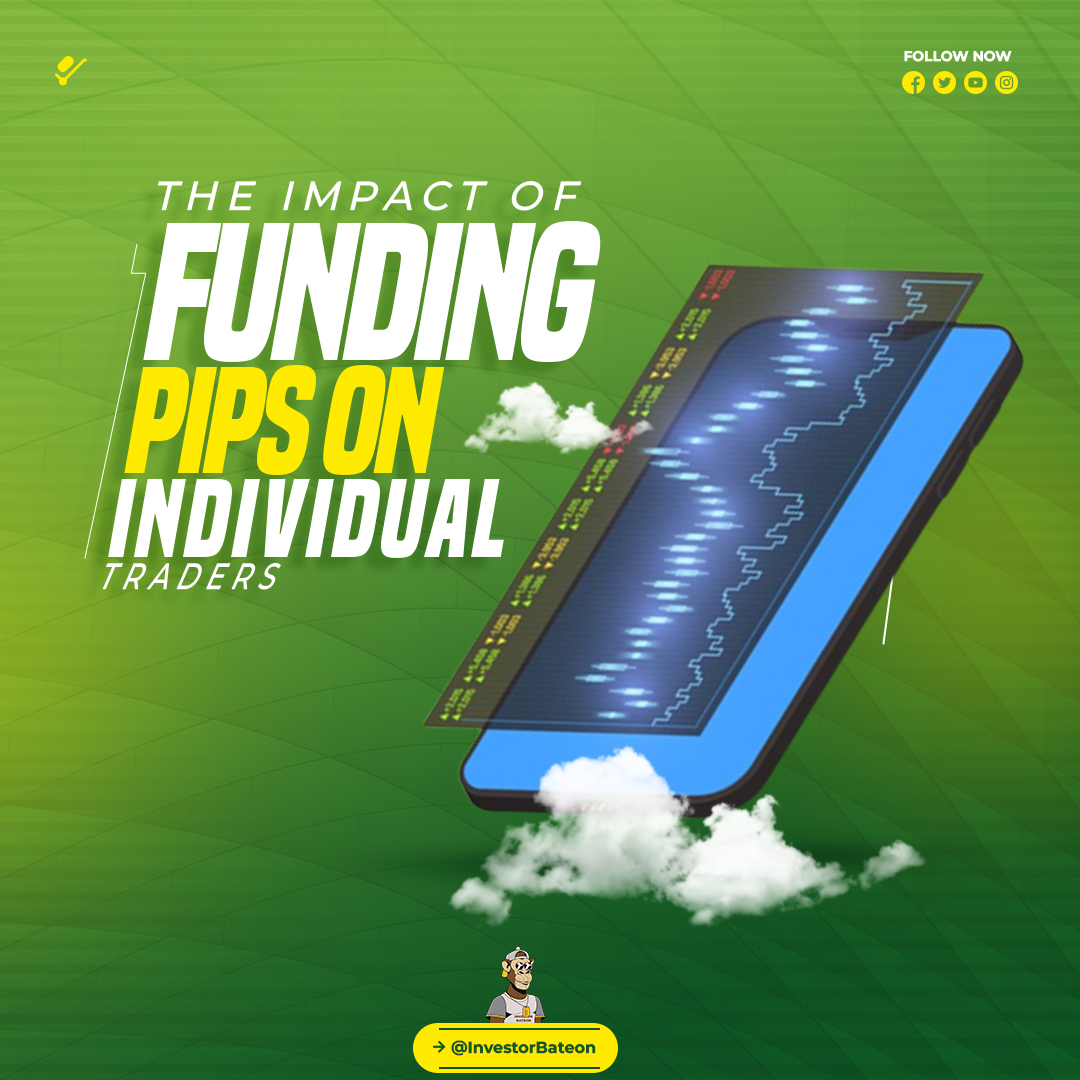 FOLLOW NOW
THE IMPACT OF
FUNDING
PIPS ON
INDIVIDUAL
TRADERS
→ @InvestorBateon